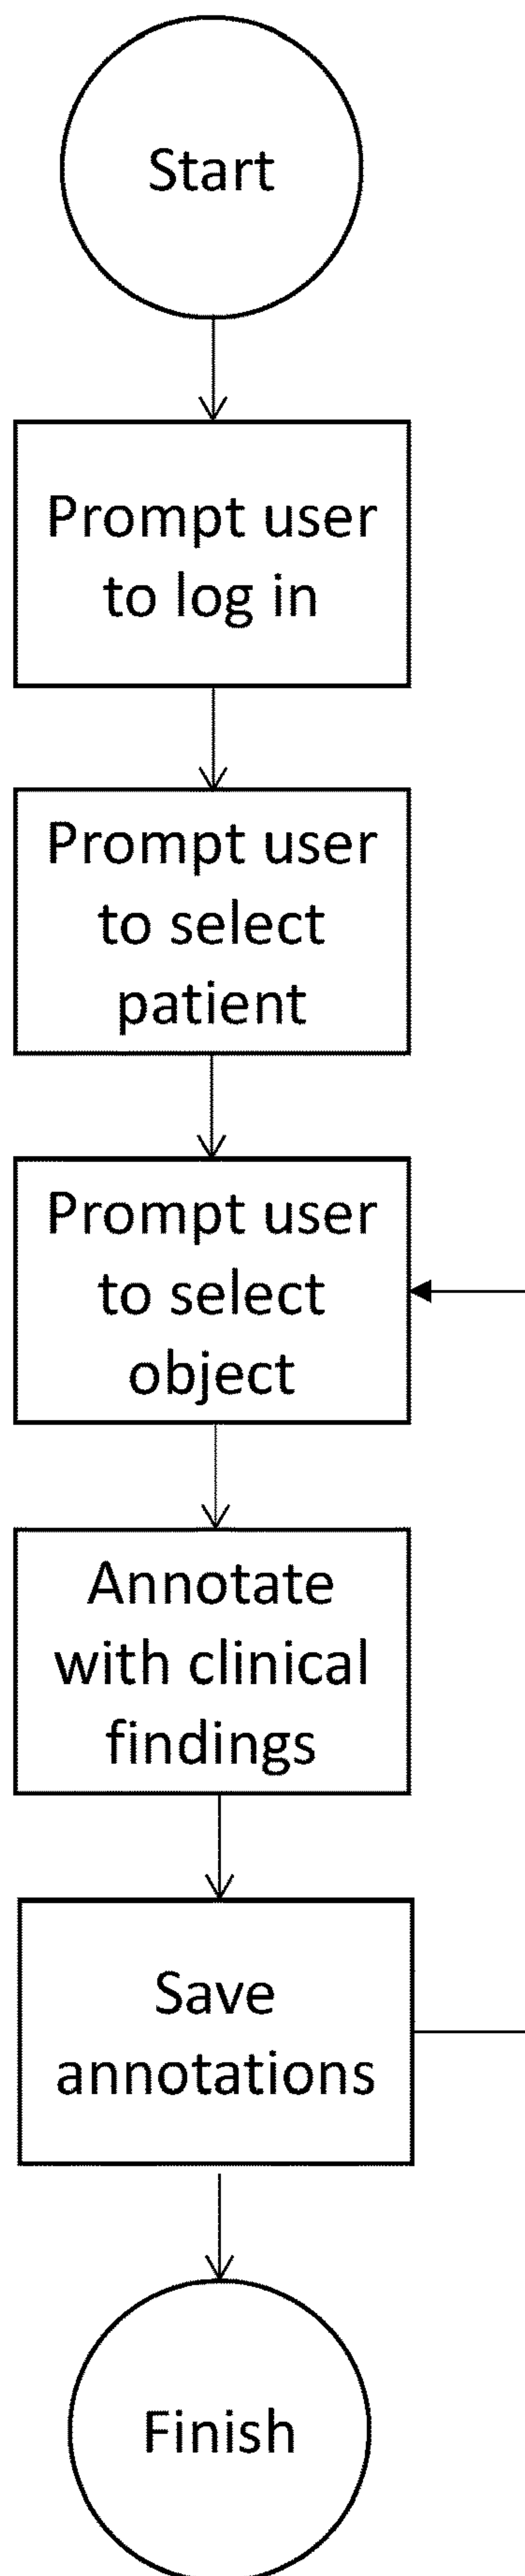 Start
Prompt user
to log in
Prompt user
to select
patient
Prompt user
to select
object
Annotate
with clinical
findings
Save
annotations
Finish